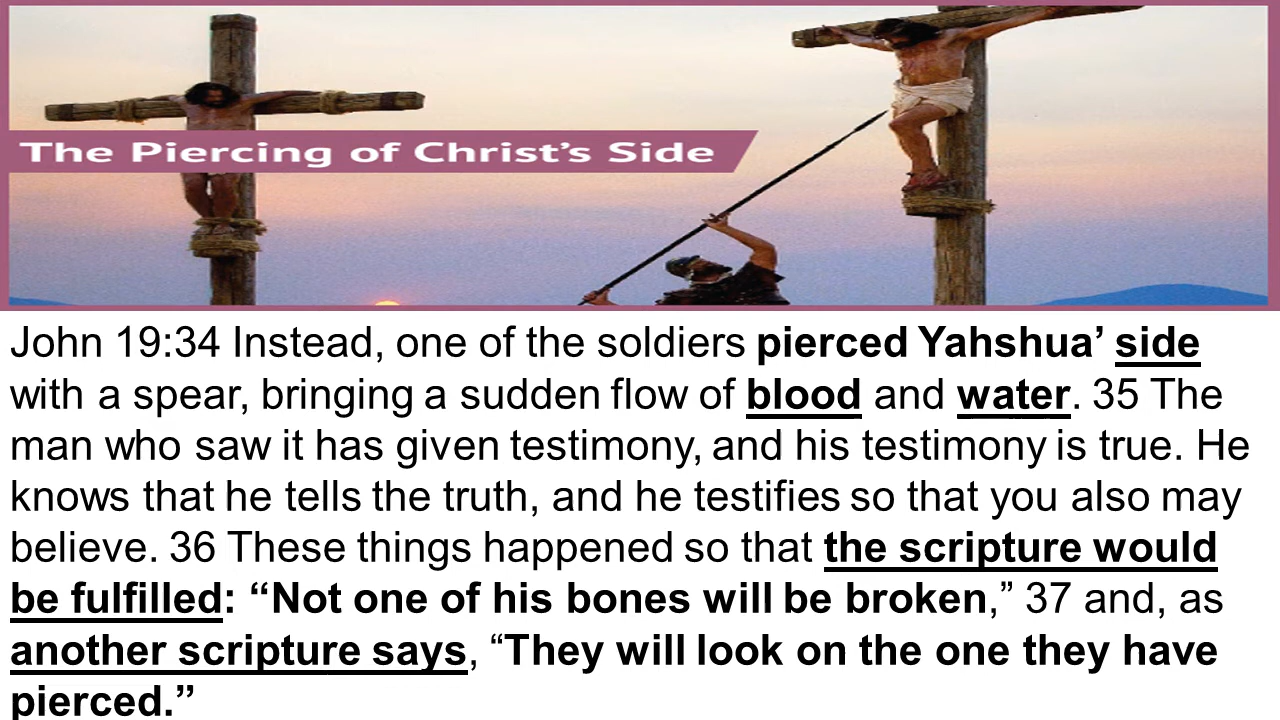 The Piercing of Christ’s Side
John 19:34 Instead, one of the soldiers pierced Yahshua’ side
with a spear, bringing a sudden flow of blood and water. 35 The
man who saw it has given testimony, and his testimony is true. He
knows that he tells the truth, and he testifies so that you also may
believe. 36 These things happened so that the scripture would
be fulfilled: “Not one of his bones will be broken,” 37 and, as
another scripture says, “They will look on the one they have
pierced.”